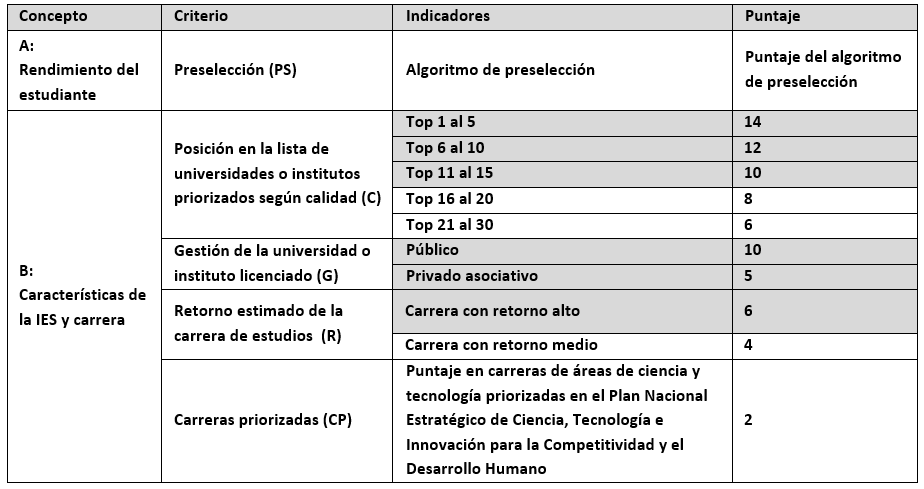 Concepto Criterio Indicadores Puntaje
A:
Rendimiento del
estudiante
Preselección (PS)
Algoritmo de preselección
Puntaje del algoritmo
de preselección
B:
Características de
la IES y carrera
Posición en la lista de
universidades o institutos
priorizados según calidad (C)
Top 1 al 5 14
Top 6 al 10 12
Top 11 al 15 10
Top 16 al 20 8
Top 21 al 30 6
Gestión de la universidad o
instituto licenciado (G)
Público 10
Privado asociativo 5
Retorno estimado de la
carrera de estudios (R)
Carrera con retorno alto 6
Carrera con retorno medio 4
Carreras priorizadas (CP)
Puntaje en carreras de áreas de ciencia y
tecnología priorizadas en el Plan Nacional
Estratégico de Ciencia, Tecnología e
Innovación para la Competitividad y el
Desarrollo Humano
2